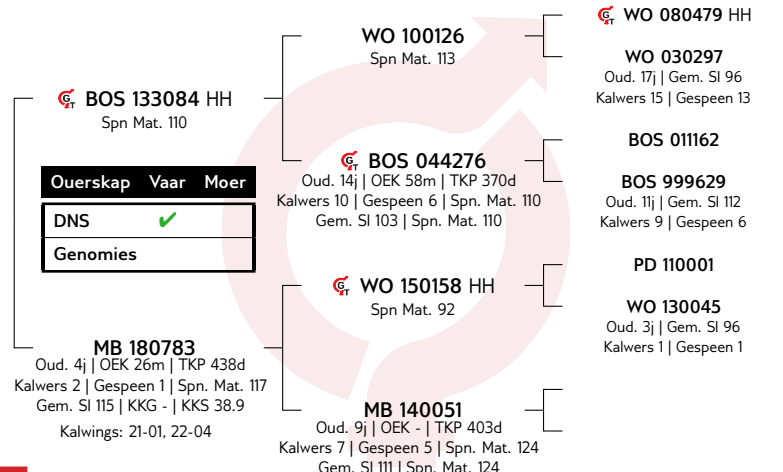 G T BOS 133084 HH
Spn Mat. 110
Ouerskap Vaar Moer
DNS ✔
Genomies
MB 180783
Oud. 4j | OEK 26m | TKP 438d
Kalwers 2 | Gespeen 1 | Spn. Mat. 117
Gem. SI 115 | KKG - | KKS 38.9
Kalwings: 21-01, 22-04
WO 100126
Spn Mat. 113
G T BOS 044276
Oud. 14j | OEK 58m | TKP 370d
Kalwers 10 | Gespeen 6 | Spn. Mat. 110
Gem. SI 103 | Spn. Mat. 110
G T WO 150158 HH
Spn Mat. 92
MB 140051
Oud. 9j | OEK - | TKP 403d
Kalwers 7 | Gespeen 5 | Spn. Mat. 124
Gem. SI 111 | Spn. Mat. 124
G T WO 080479 HH
WO 030297
Oud. 17j | Gem. SI 96
Kalwers 15 | Gespeen 13
BOS 011162
BOS 999629
Oud. 11j | Gem. SI 112
Kalwers 9 | Gespeen 6
PD 110001
WO 130045
Oud. 3j | Gem. SI 96
Kalwers 1 | Gespeen 1